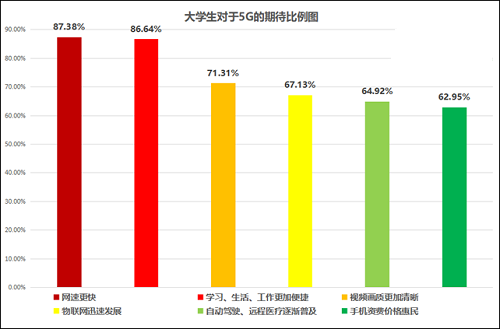 大学生对于5G的期待比例图
90.00%
80.00%
70.00%
60.00%
50.00%
40.00%
30.00%
20.00%
10.00%
0.00%
87.38%
86.64%
71.31%
67.13%
64.92%
62.95%
网速更快
学习、生活、工作更加便捷
视频画质更加清晰
物联网迅速发展
自动驾驶、远程医疗逐渐普及
手机资费价格惠民